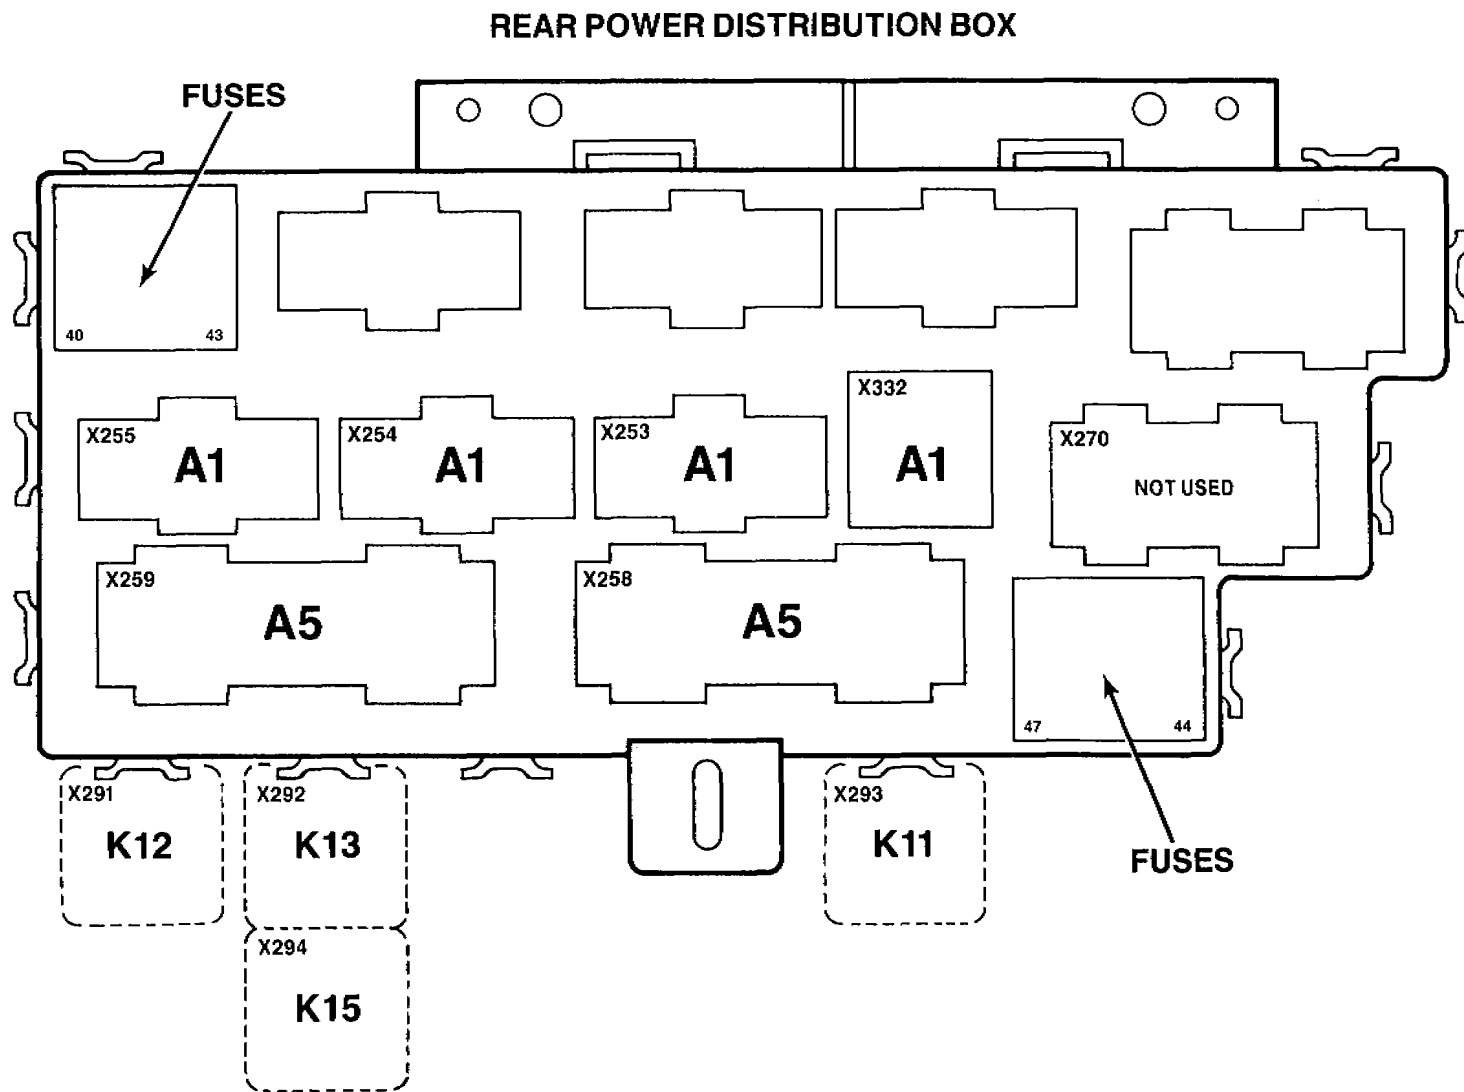 REAR POWER DISTRIBUTION BOX
FUSES
40 43
X255
A1
X254
A1
X253
A1
X332
A1
X270
NOT USED
X259
A5
X258
A5
47 44
FUSES
X291
K12
X292
K13
X293
K11
X294
K15